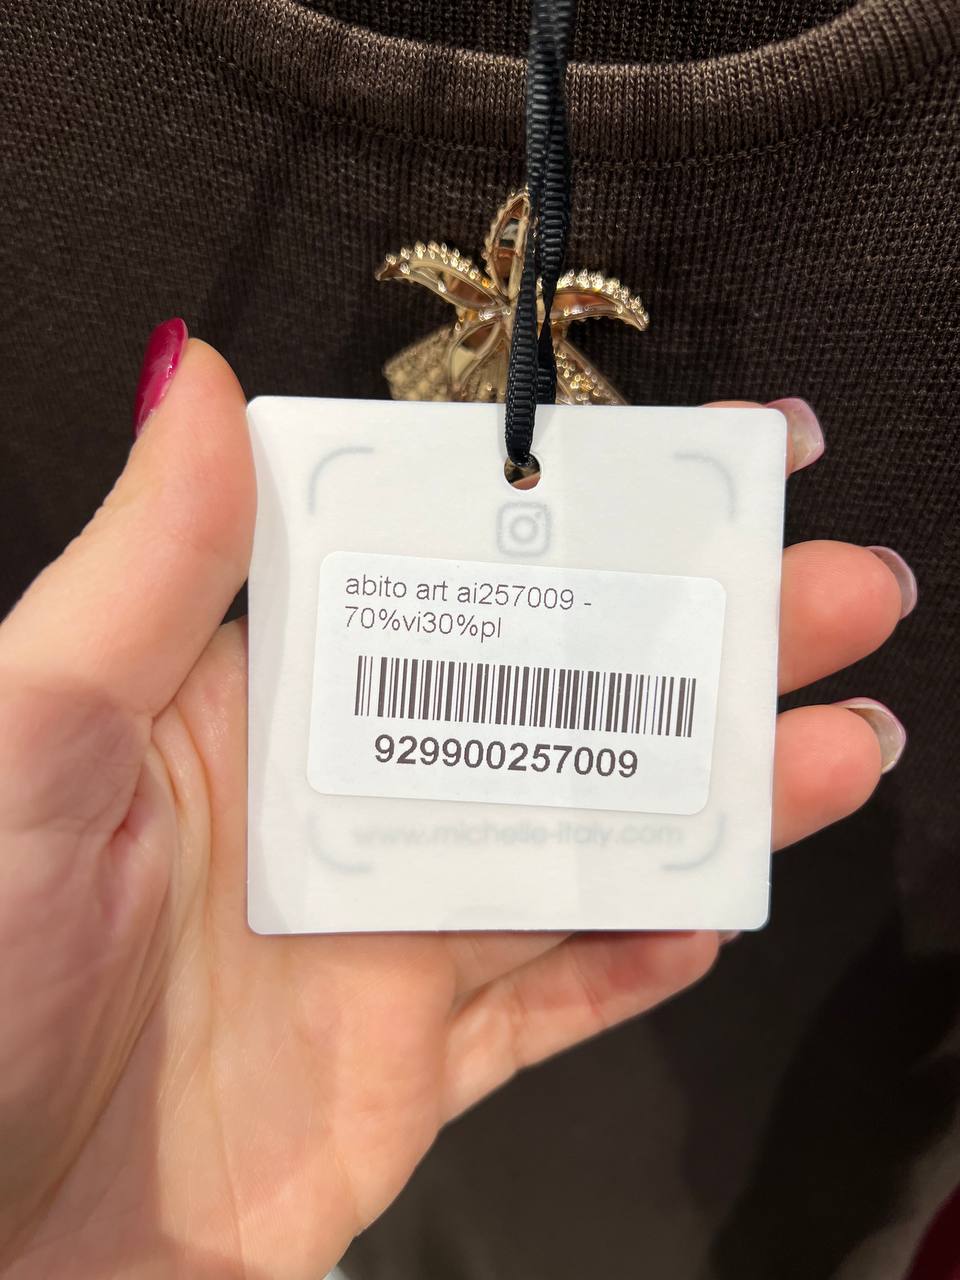 abito art ai257009 -
70%vi30%pl
929900257009
www.michelle-italy.com